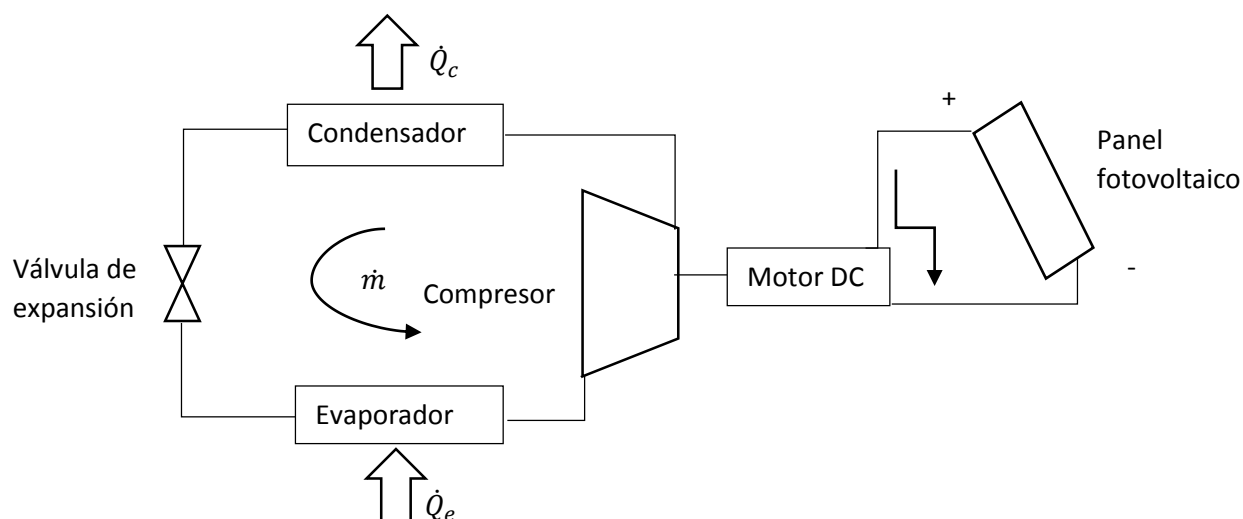 Q̇c
Condensador
+
Panel
fotovoltaico
Válvula de
expansión
ṁ
Compresor
Motor DC
-
Evaporador
Q̇e